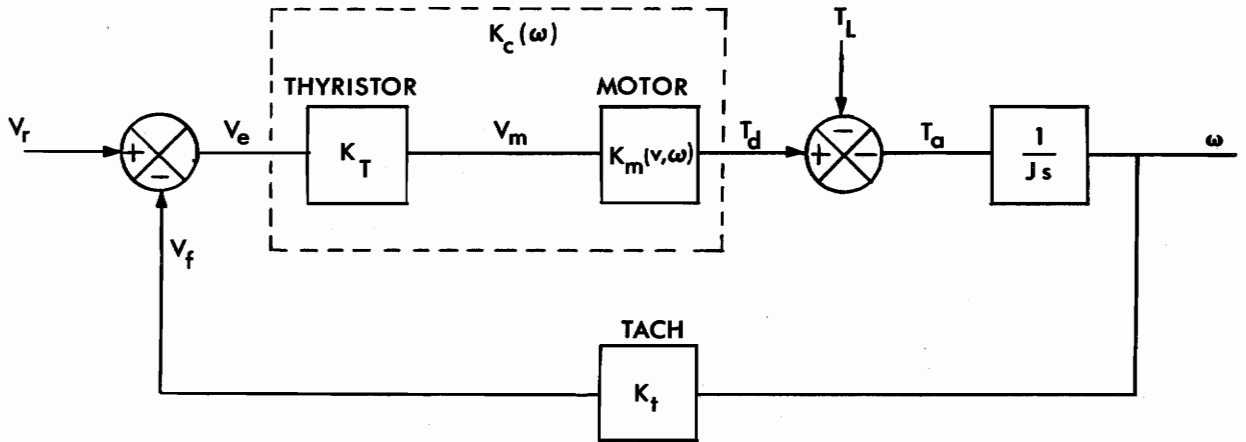 K_c(ω)
T_L
THYRISTOR
MOTOR
V_r
+
−
V_e
K_T
V_m
K_m(v,ω)
T_d
+
−
−
T_a
1
Js
ω
V_f
TACH
K_t